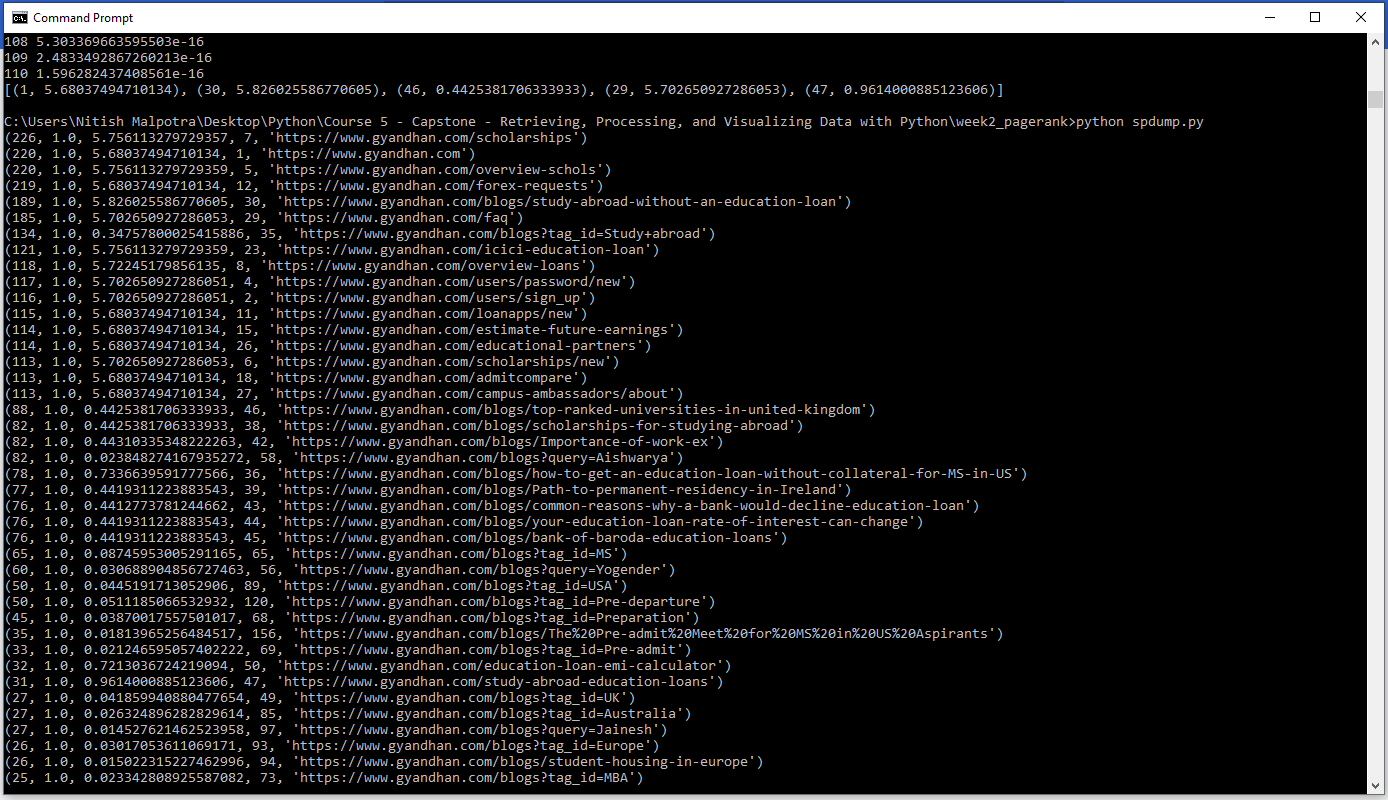 Command Prompt
108 5.303369663595503e-16
109 2.4833492867260213e-16
110 1.596282437408561e-16
[(1, 5.68037494710134), (30, 5.826025586770605), (46, 0.4425381706333933), (29, 5.702650927286053), (47, 0.9614000885123606)]
C:\Users\Nitish Malpotra\Desktop\Python\Course 5 - Capstone - Retrieving, Processing, and Visualizing Data with Python\week2_pagerank>python spdump.py
(226, 1.0, 5.756113279729357, 7, 'https://www.gyandhan.com/scholarships')
(220, 1.0, 5.68037494710134, 1, 'https://www.gyandhan.com')
(220, 1.0, 5.756113279729359, 5, 'https://www.gyandhan.com/overview-schols')
(219, 1.0, 5.68037494710134, 12, 'https://www.gyandhan.com/forex-requests')
(189, 1.0, 5.826025586770605, 30, 'https://www.gyandhan.com/blogs/study-abroad-without-an-education-loan')
(185, 1.0, 5.702650927286053, 29, 'https://www.gyandhan.com/faq')
(134, 1.0, 0.34757800025415886, 35, 'https://www.gyandhan.com/blogs?tag_id=Study+abroad')
(121, 1.0, 5.756113279729359, 23, 'https://www.gyandhan.com/icici-education-loan')
(118, 1.0, 5.72245179856135, 8, 'https://www.gyandhan.com/overview-loans')
(117, 1.0, 5.702650927286051, 4, 'https://www.gyandhan.com/users/password/new')
(116, 1.0, 5.702650927286051, 2, 'https://www.gyandhan.com/users/sign_up')
(115, 1.0, 5.68037494710134, 11, 'https://www.gyandhan.com/loanapps/new')
(114, 1.0, 5.68037494710134, 15, 'https://www.gyandhan.com/estimate-future-earnings')
(114, 1.0, 5.68037494710134, 26, 'https://www.gyandhan.com/educational-partners')
(113, 1.0, 5.702650927286053, 6, 'https://www.gyandhan.com/scholarships/new')
(113, 1.0, 5.68037494710134, 18, 'https://www.gyandhan.com/admitcompare')
(113, 1.0, 5.68037494710134, 27, 'https://www.gyandhan.com/campus-ambassadors/about')
(88, 1.0, 0.4425381706333933, 46, 'https://www.gyandhan.com/blogs/top-ranked-universities-in-united-kingdom')
(82, 1.0, 0.4425381706333933, 38, 'https://www.gyandhan.com/blogs/scholarships-for-studying-abroad')
(82, 1.0, 0.44310335348222263, 42, 'https://www.gyandhan.com/blogs/Importance-of-work-ex')
(82, 1.0, 0.023848274167935272, 58, 'https://www.gyandhan.com/blogs?query=Aishwarya')
(78, 1.0, 0.7336639591777566, 36, 'https://www.gyandhan.com/blogs/how-to-get-an-education-loan-without-collateral-for-MS-in-US')
(77, 1.0, 0.4419311223883543, 39, 'https://www.gyandhan.com/blogs/Path-to-permanent-residency-in-Ireland')
(76, 1.0, 0.4412773781244662, 43, 'https://www.gyandhan.com/blogs/common-reasons-why-a-bank-would-decline-education-loan')
(76, 1.0, 0.4419311223883543, 44, 'https://www.gyandhan.com/blogs/your-education-loan-rate-of-interest-can-change')
(76, 1.0, 0.4419311223883543, 45, 'https://www.gyandhan.com/blogs/bank-of-baroda-education-loans')
(65, 1.0, 0.08745953005291165, 65, 'https://www.gyandhan.com/blogs?tag_id=MS')
(60, 1.0, 0.030688904856727463, 56, 'https://www.gyandhan.com/blogs?query=Yogender')
(50, 1.0, 0.0445191713052906, 89, 'https://www.gyandhan.com/blogs?tag_id=USA')
(50, 1.0, 0.0511185066532932, 120, 'https://www.gyandhan.com/blogs?tag_id=Pre-departure')
(45, 1.0, 0.03870017557501017, 68, 'https://www.gyandhan.com/blogs?tag_id=Preparation')
(35, 1.0, 0.01813965256484517, 156, 'https://www.gyandhan.com/blogs/The%20Pre-admit%20Meet%20for%20MS%20in%20US%20Aspirants')
(33, 1.0, 0.021246595057402222, 69, 'https://www.gyandhan.com/blogs?tag_id=Pre-admit')
(32, 1.0, 0.7213036724219094, 50, 'https://www.gyandhan.com/education-loan-emi-calculator')
(31, 1.0, 0.9614000885123606, 47, 'https://www.gyandhan.com/study-abroad-education-loans')
(27, 1.0, 0.041859940880477654, 49, 'https://www.gyandhan.com/blogs?tag_id=UK')
(27, 1.0, 0.026324896282829614, 85, 'https://www.gyandhan.com/blogs?tag_id=Australia')
(27, 1.0, 0.014527621462523958, 97, 'https://www.gyandhan.com/blogs?query=Jainesh')
(26, 1.0, 0.03017053611069171, 93, 'https://www.gyandhan.com/blogs?tag_id=Europe')
(26, 1.0, 0.015022315227462996, 94, 'https://www.gyandhan.com/blogs/student-housing-in-europe')
(25, 1.0, 0.023342808925587082, 73, 'https://www.gyandhan.com/blogs?tag_id=MBA')